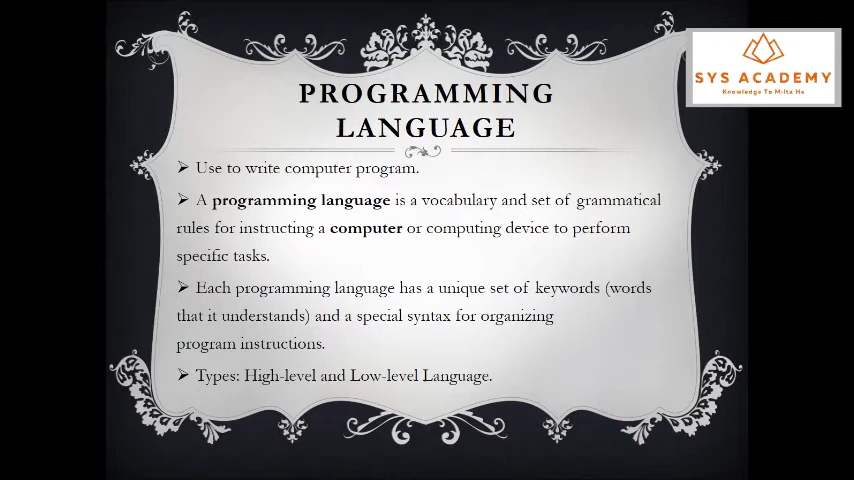 SYS ACADEMY
Knowledge To Milta He
PROGRAMMING
LANGUAGE
➢ Use to write computer program.
➢ A programming language is a vocabulary and set of grammatical
rules for instructing a computer or computing device to perform
specific tasks.
➢ Each programming language has a unique set of keywords (words
that it understands) and a special syntax for organizing
program instructions.
➢ Types: High-level and Low-level Language.